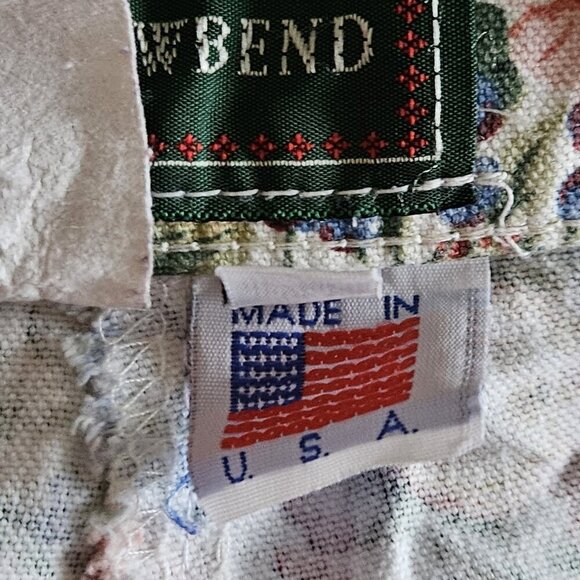 WBEND
MADE IN
U. S. A.